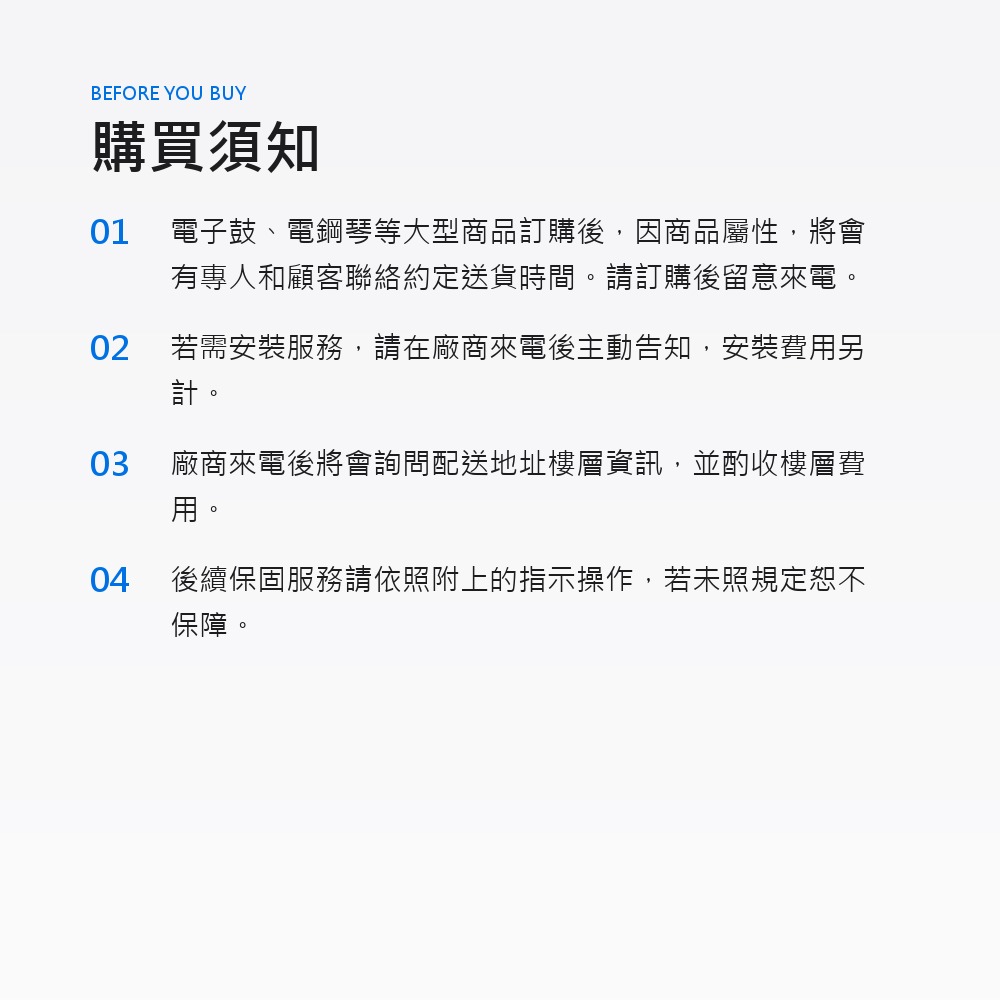 BEFORE YOU BUY
購買須知
01 電子鼓、電鋼琴等大型商品訂購後，因商品屬性，將會
有專人和顧客聯絡約定送貨時間。請訂購後留意來電。
02 若需安裝服務，請在廠商來電後主動告知，安裝費用另
計。
03 廠商來電後將會詢問配送地址樓層資訊，並酌收樓層費
用。
04 後續保固服務請依照附上的指示操作，若未照規定恕不
保障。